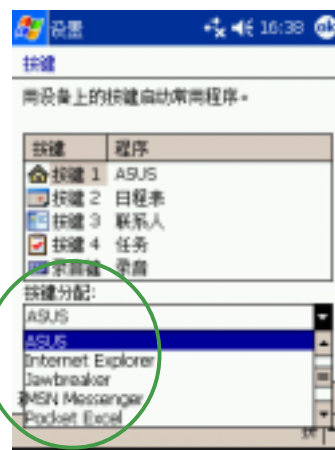 设置 16:38 ok
按键
用设备上的按键启动常用程序。
按键 程序
按键 1 ASUS
按键 2 日程表
按键 3 联系人
按键 4 任务
录音键 录音
按键分配:
ASUS
ASUS
Internet Explorer
Jawbreaker
MSN Messenger
Pocket Excel
拼